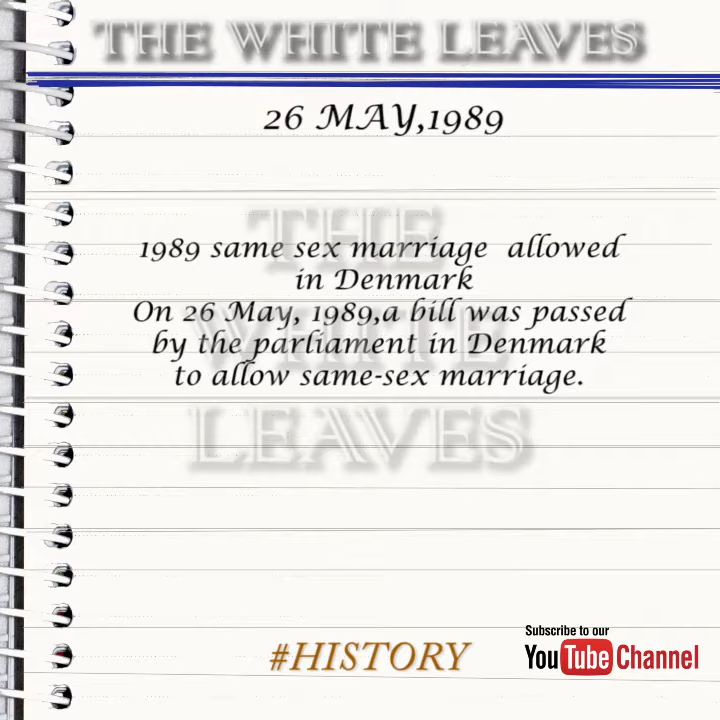 THE WHITE LEAVES
26 MAY,1989
THE
WHITE
LEAVES
1989 same sex marriage allowed
in Denmark
On 26 May, 1989,a bill was passed
by the parliament in Denmark
to allow same-sex marriage.
#HISTORY
Subscribe to our
YouTube Channel